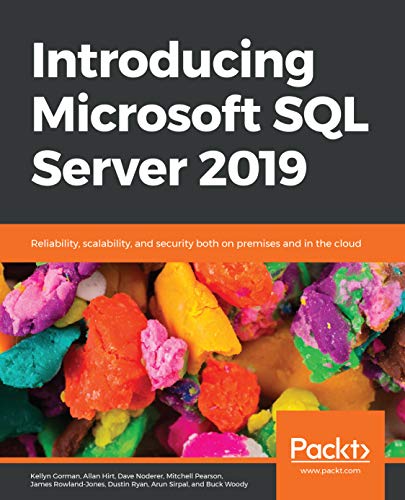 Introducing
Microsoft SQL
Server 2019
Reliability, scalability, and security both on premises and in the cloud
Packt>
www.packt.com
Kellyn Gorman, Allan Hirt, Dave Noderer, Mitchell Pearson,
James Rowland-Jones, Dustin Ryan, Arun Sirpal, and Buck Woody